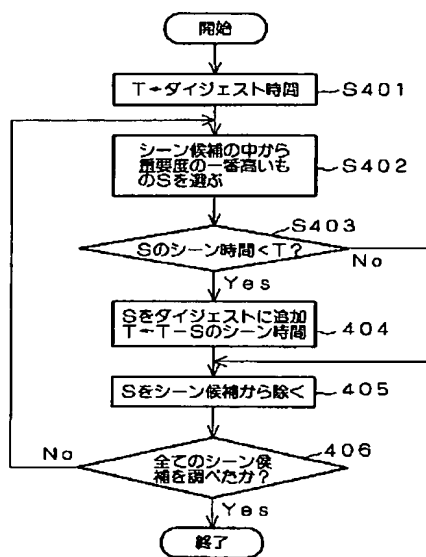 開始
T←ダイジェスト時間
S401
シーン候補の中から
重要度の一番高いも
のSを選ぶ
S402
S403
Sのシーン時間<T?
No
Yes
Sをダイジェストに追加
T←T−Sのシーン時間
404
Sをシーン候補から除く
405
406
No
全てのシーン候
補を調べたか?
Yes
終了